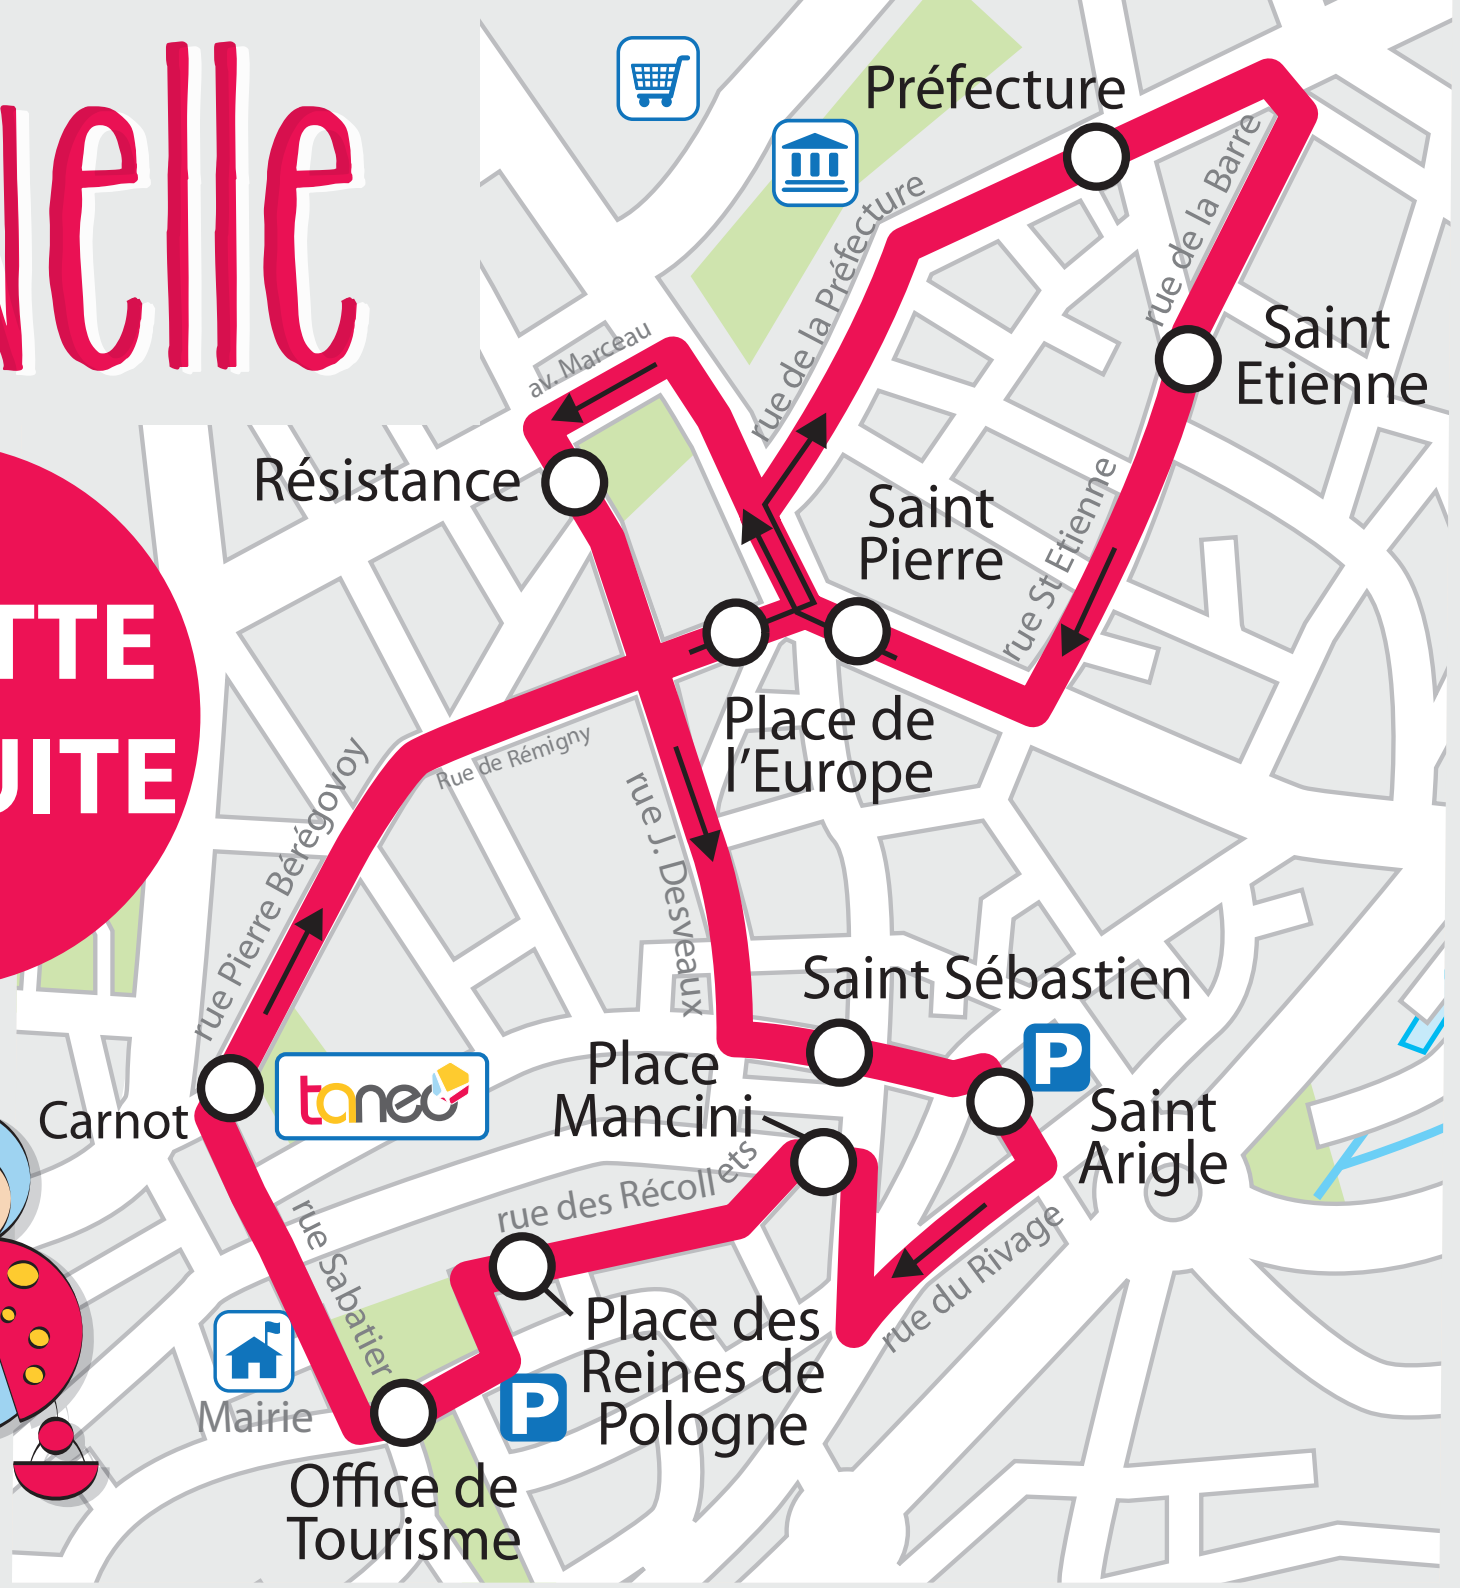 elle
TTE
UITE
Préfecture
rue de la Préfecture
rue de la Barre
Saint
Etienne
av. Marceau
Résistance
Saint
Pierre
rue St Etienne
Place de
l'Europe
Rue de Rémigny
rue Pierre Bérégovoy
rue J. Desveaux
Saint Sébastien
P
Place
Mancini
taneo
Carnot
Saint
Arigle
rue des Récollets
rue Sabatier
rue du Rivage
Mairie
P
Place des
Reines de
Pologne
Office de
Tourisme